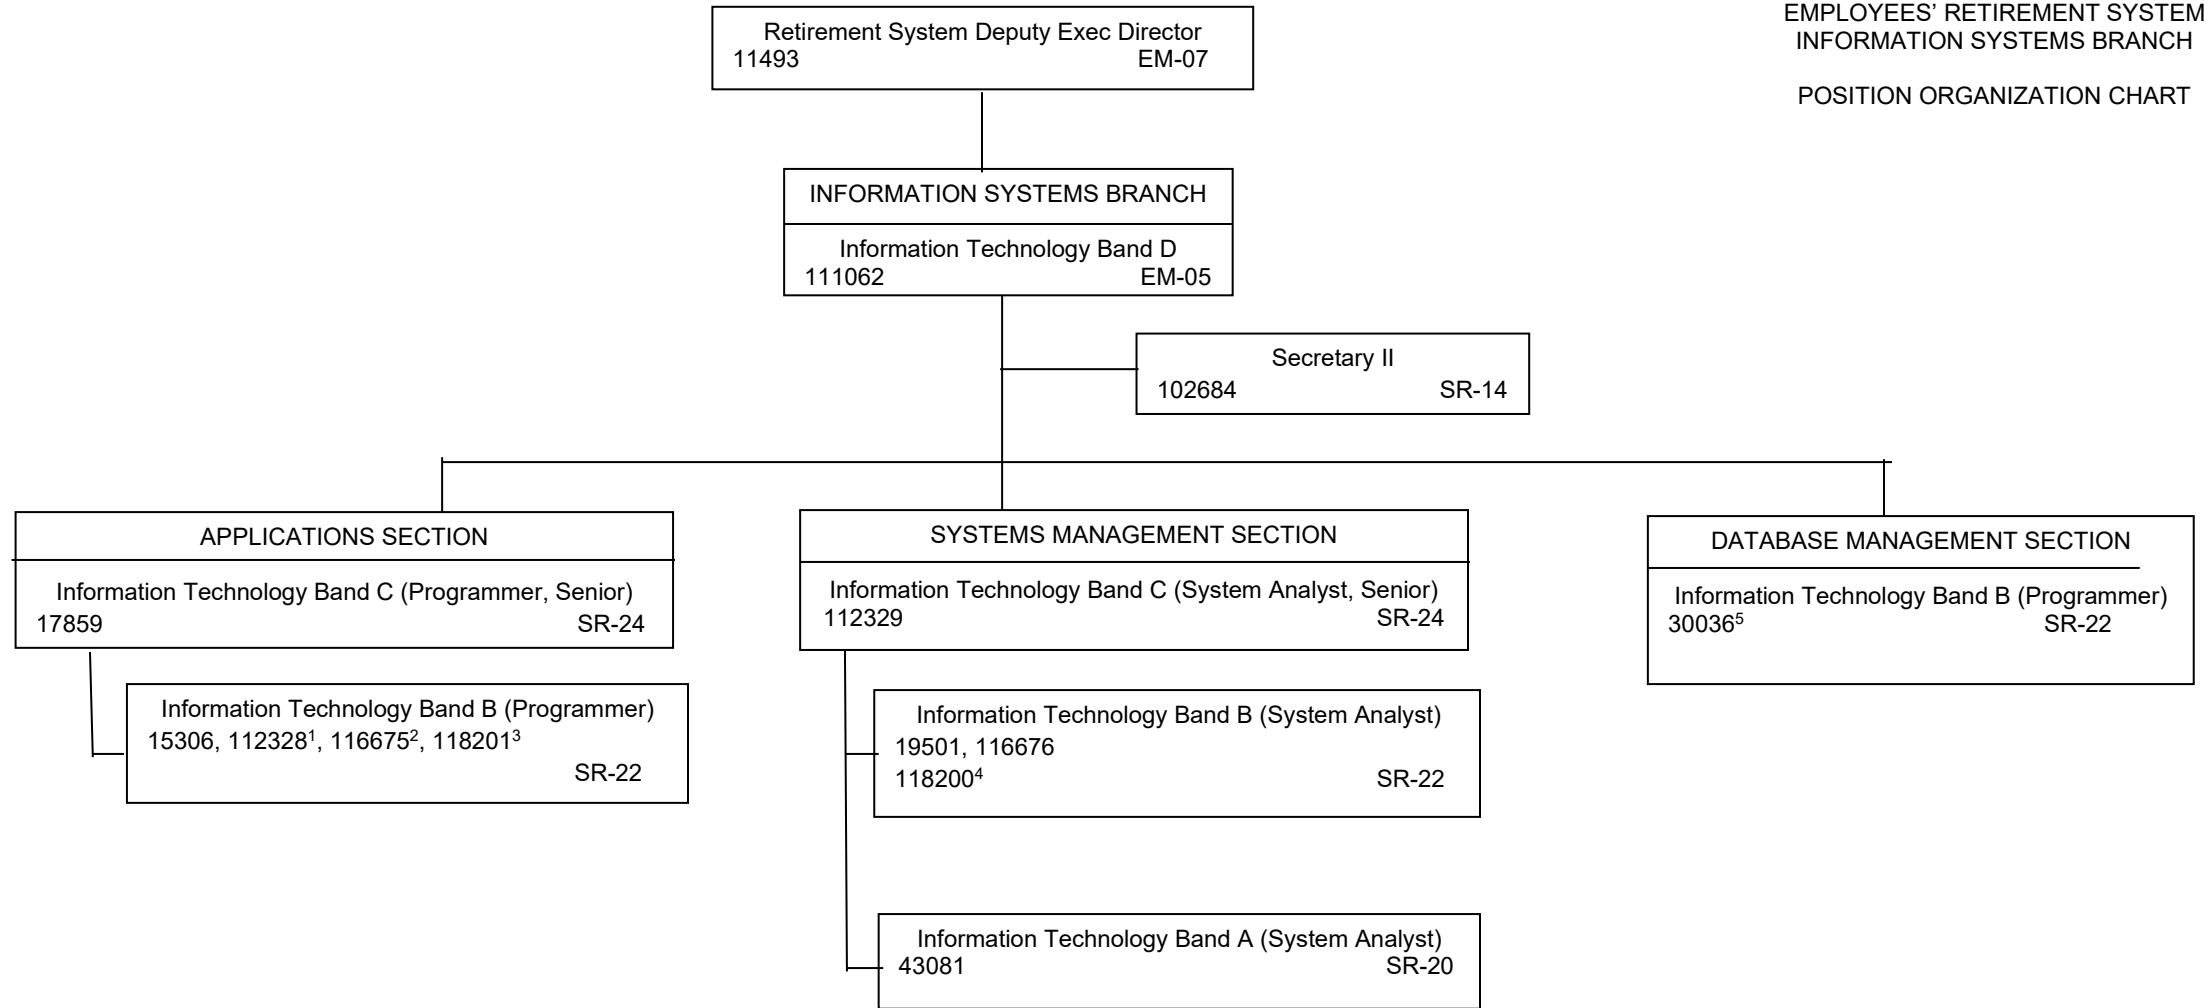 EMPLOYEES’ RETIREMENT SYSTEM
INFORMATION SYSTEMS BRANCH
POSITION ORGANIZATION CHART
Retirement System Deputy Exec Director
11493 EM-07
INFORMATION SYSTEMS BRANCH
Information Technology Band D
111062 EM-05
Secretary II
102684 SR-14
APPLICATIONS SECTION
Information Technology Band C (Programmer, Senior)
17859 SR-24
Information Technology Band B (Programmer)
15306, 112328¹, 116675², 118201³
SR-22
SYSTEMS MANAGEMENT SECTION
Information Technology Band C (System Analyst, Senior)
112329 SR-24
Information Technology Band B (System Analyst)
19501, 116676
118200⁴ SR-22
Information Technology Band A (System Analyst)
43081 SR-20
DATABASE MANAGEMENT SECTION
Information Technology Band B (Programmer)
30036⁵ SR-22